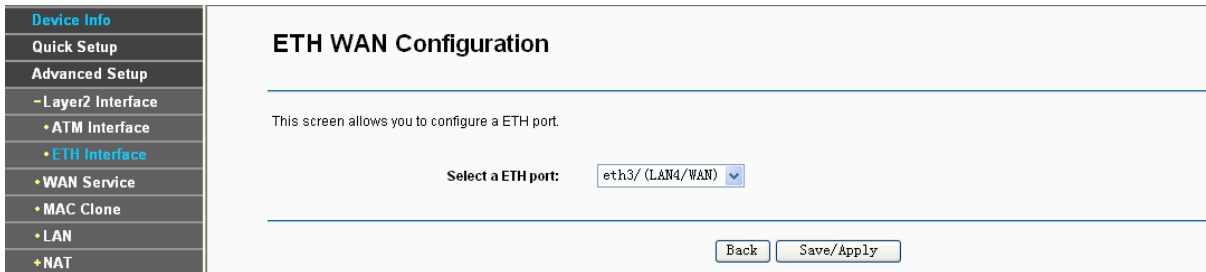 Device Info
Quick Setup
Advanced Setup
-Layer2 Interface
•ATM Interface
•ETH Interface
•WAN Service
•MAC Clone
•LAN
+NAT
ETH WAN Configuration
This screen allows you to configure a ETH port.
Select a ETH port: eth3/(LAN4/WAN)
Back Save/Apply